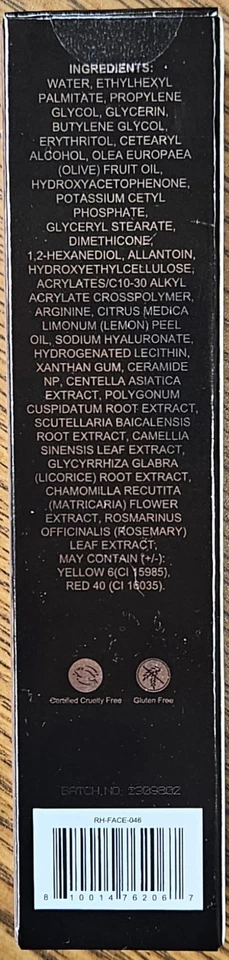 INGREDIENTS:
WATER, ETHYLHEXYL
PALMITATE, PROPYLENE
GLYCOL, GLYCERIN,
BUTYLENE GLYCOL,
ERYTHRITOL, CETEARYL
ALCOHOL, OLEA EUROPAEA
(OLIVE) FRUIT OIL,
HYDROXYACETOPHENONE,
POTASSIUM CETYL
PHOSPHATE,
GLYCERYL STEARATE,
DIMETHICONE,
1,2-HEXANEDIOL, ALLANTOIN,
HYDROXYETHYLCELLULOSE,
ACRYLATES/C10-30 ALKYL
ACRYLATE CROSSPOLYMER,
ARGININE, CITRUS MEDICA
LIMONUM (LEMON) PEEL
OIL, SODIUM HYALURONATE,
HYDROGENATED LECITHIN,
XANTHAN GUM, CERAMIDE
NP, CENTELLA ASIATICA
EXTRACT, POLYGONUM
CUSPIDATUM ROOT EXTRACT,
SCUTELLARIA BAICALENSIS
ROOT EXTRACT, CAMELLIA
SINENSIS LEAF EXTRACT,
GLYCYRRHIZA GLABRA
(LICORICE) ROOT EXTRACT,
CHAMOMILLA RECUTITA
(MATRICARIA) FLOWER
EXTRACT, ROSMARINUS
OFFICINALIS (ROSEMARY)
LEAF EXTRACT.
MAY CONTAIN (+/-):
YELLOW 6(CI 15985),
RED 40 (CI 16035).
Certified Cruelty Free Gluten Free
BATCH.NO: 2309802
RH-FACE-046
8 10014 76206 7